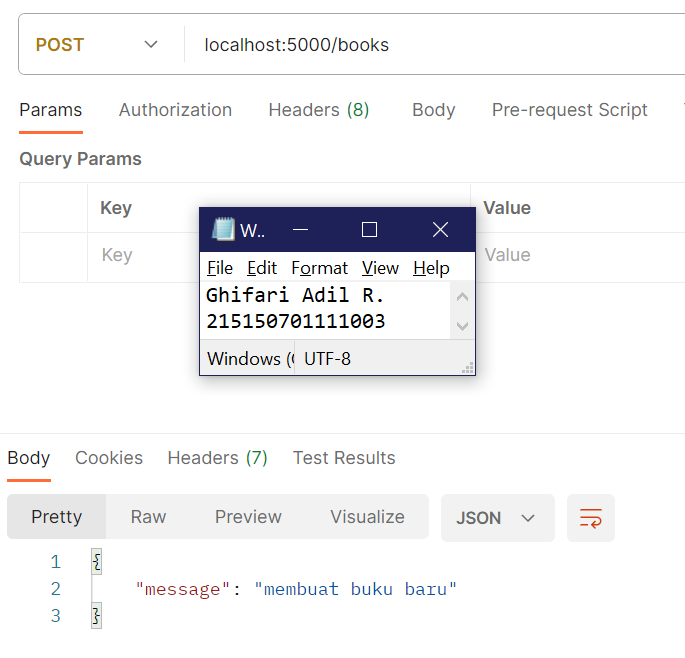 POST localhost:5000/books
Params Authorization Headers (8) Body Pre-request Script
Query Params
Key Value
Key Value
W..
File Edit Format View Help
Ghifari Adil R.
215150701111003
Windows ( UTF-8
Body Cookies Headers (7) Test Results
Pretty Raw Preview Visualize JSON
1 {
2 "message": "membuat buku baru"
3 }